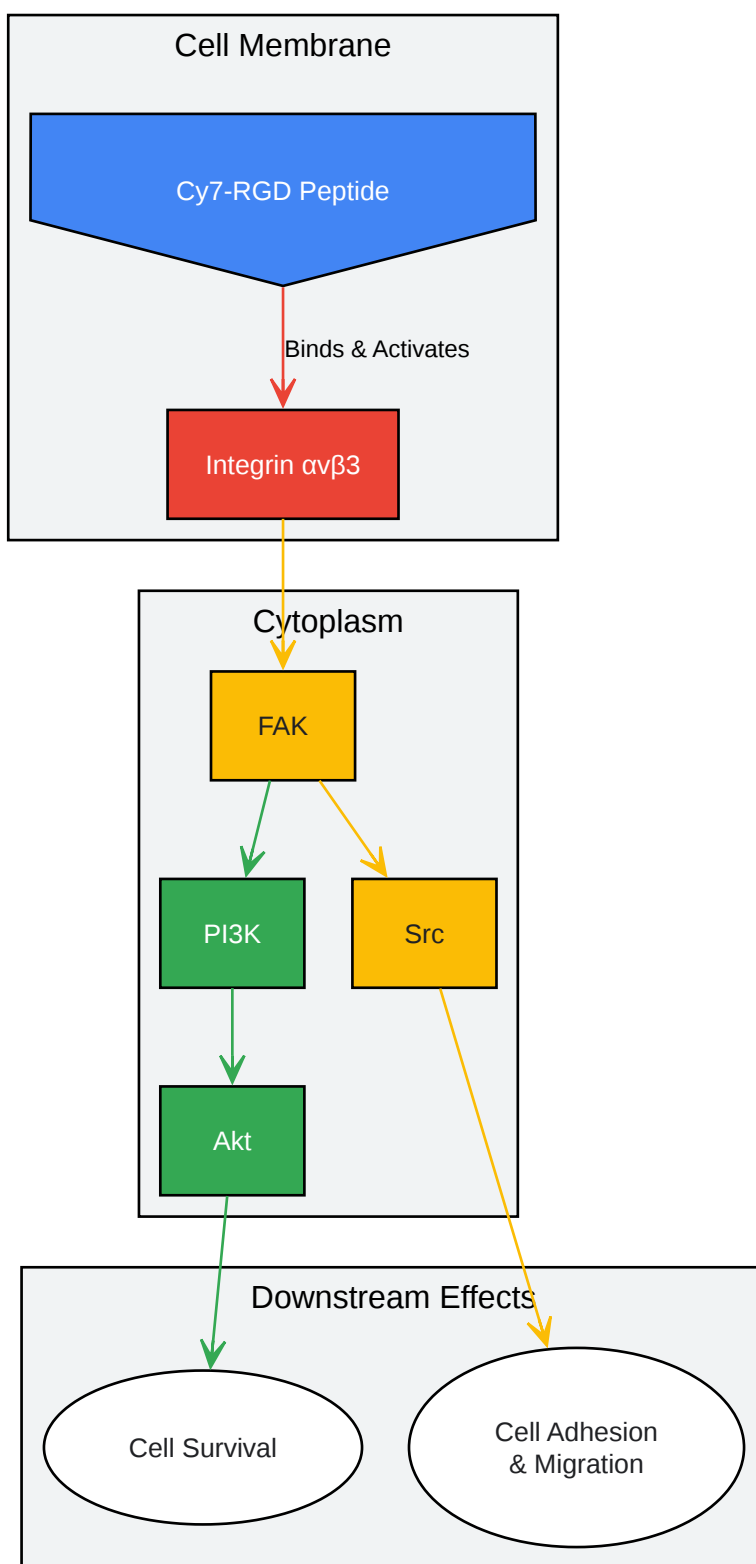 Cell Membrane
Cy7-RGD Peptide
Binds & Activates
Integrin αvβ3
Cytoplasm
FAK
PI3K
Src
Akt
Downstream Effects
Cell Survival
Cell Adhesion
& Migration